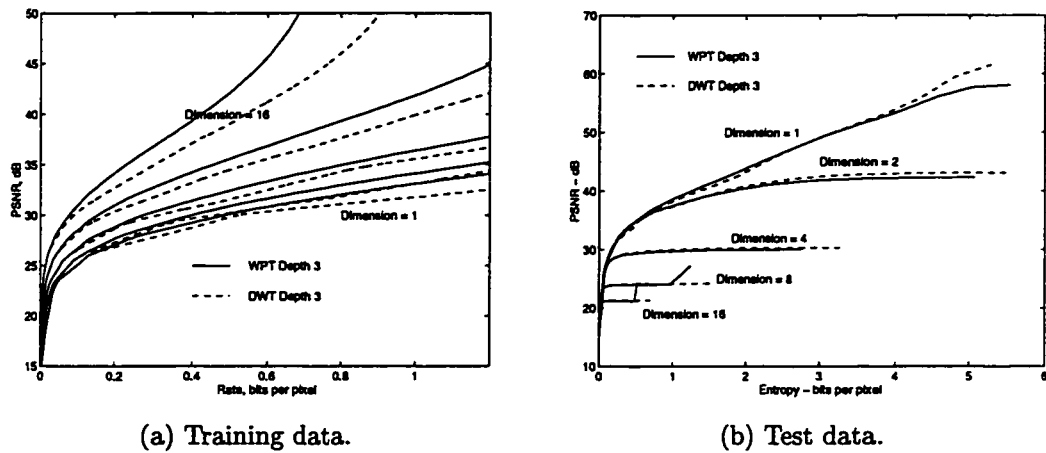 50
45
40
35
30
25
20
15
PSNR, dB
Dimension = 16
Dimension = 1
WPT Depth 3
DWT Depth 3
0
0.2
0.4
0.6
0.8
1
Rate, bits per pixel
(a) Training data.
70
60
50
40
30
20
10
PSNR – dB
WPT Depth 3
DWT Depth 3
Dimension = 1
Dimension = 2
Dimension = 4
Dimension = 8
Dimension = 16
0
1
2
3
4
5
6
Entropy – bits per pixel
(b) Test data.